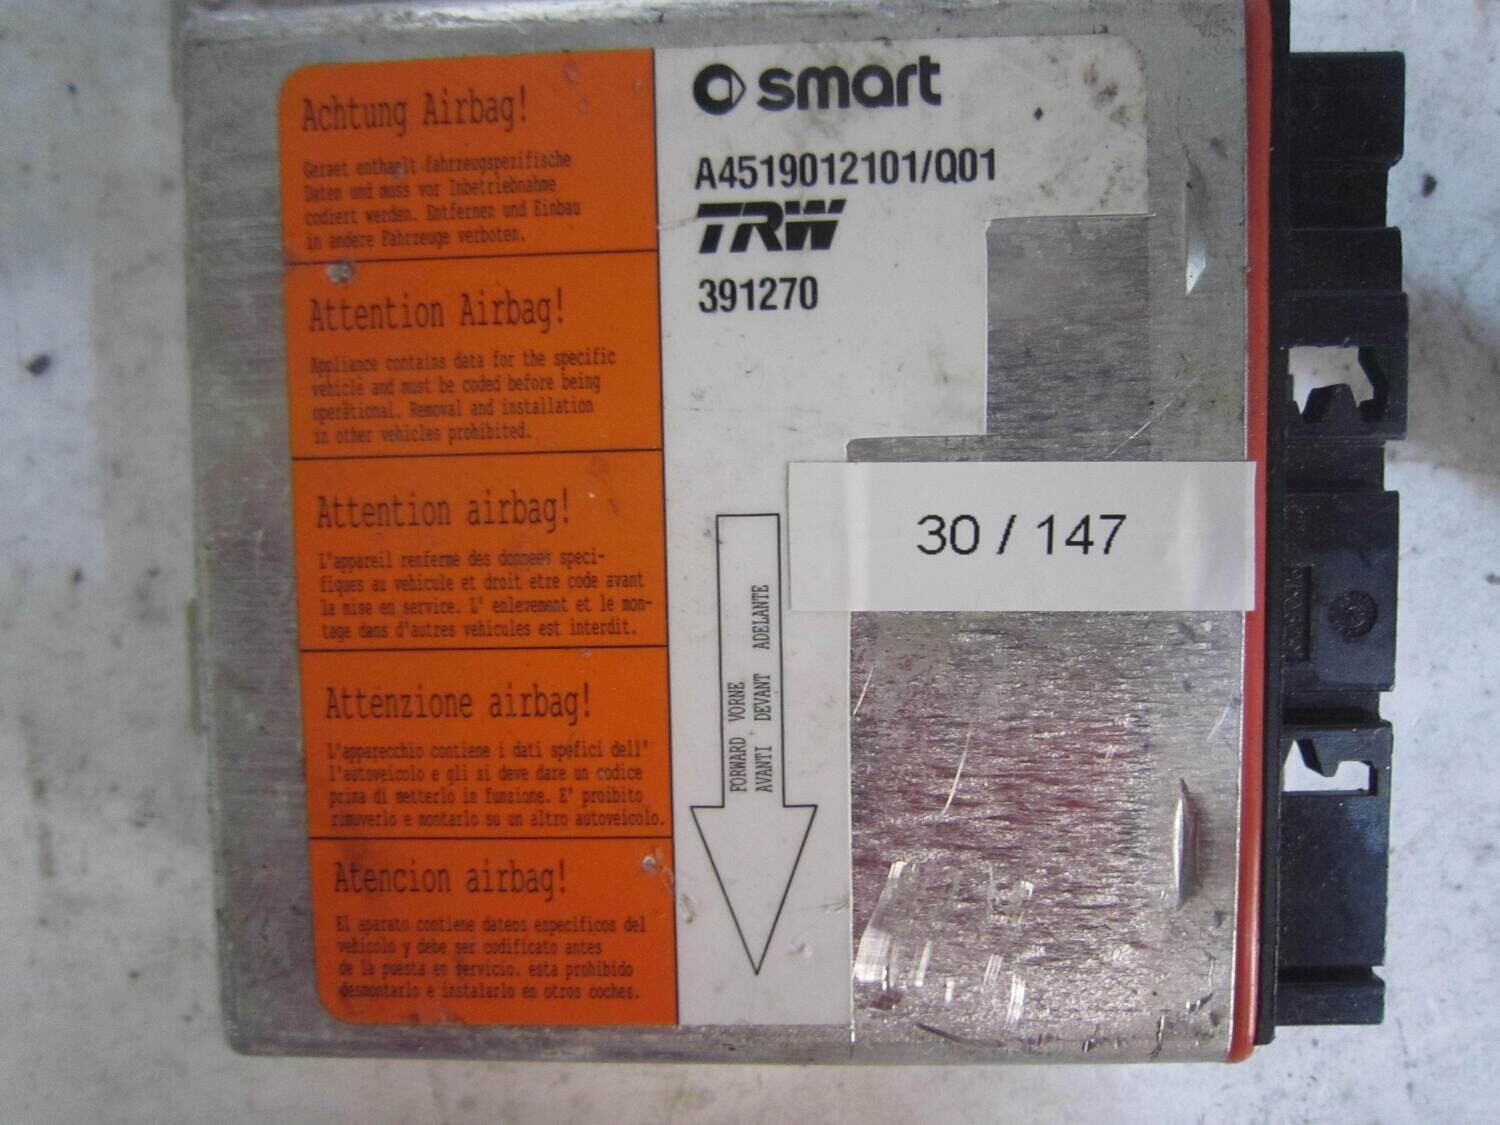 Achtung Airbag!
Geraet enthaelt fahrzeugspezifische
Daten und muss vor Inbetriebnahme
codiert werden. Entfernen und Einbau
in andere Fahrzeuge verboten.
Attention Airbag!
Appliance contains data for the specific
vehicle and must be coded before being
operational. Removal and installation
in other vehicles prohibited.
Attention airbag!
L'appareil renferme des donnees speci-
fiques au vehicule et droit etre code avant
la mise en service. L' enlevement et le mon-
tage dans d'autres vehicules est interdit.
Attenzione airbag!
L'apparecchio contiene i dati spefici dell'
l'autoveicolo e gli si deve dare un codice
prima di metterlo in funzione. E' proibito
rimuverlo e montarlo su un altro autoveicolo.
Atencion airbag!
El aparato contiene dateos especificos del
vehicolo y debe ser codificato antes
de la puesta en servicio. esta prohibido
desmontarlo e instalarlo en otros coches.
smart
A4519012101/Q01
TRW
391270
30 / 147
FORWARD VORNE
AVANTI DEVANT ADELANTE